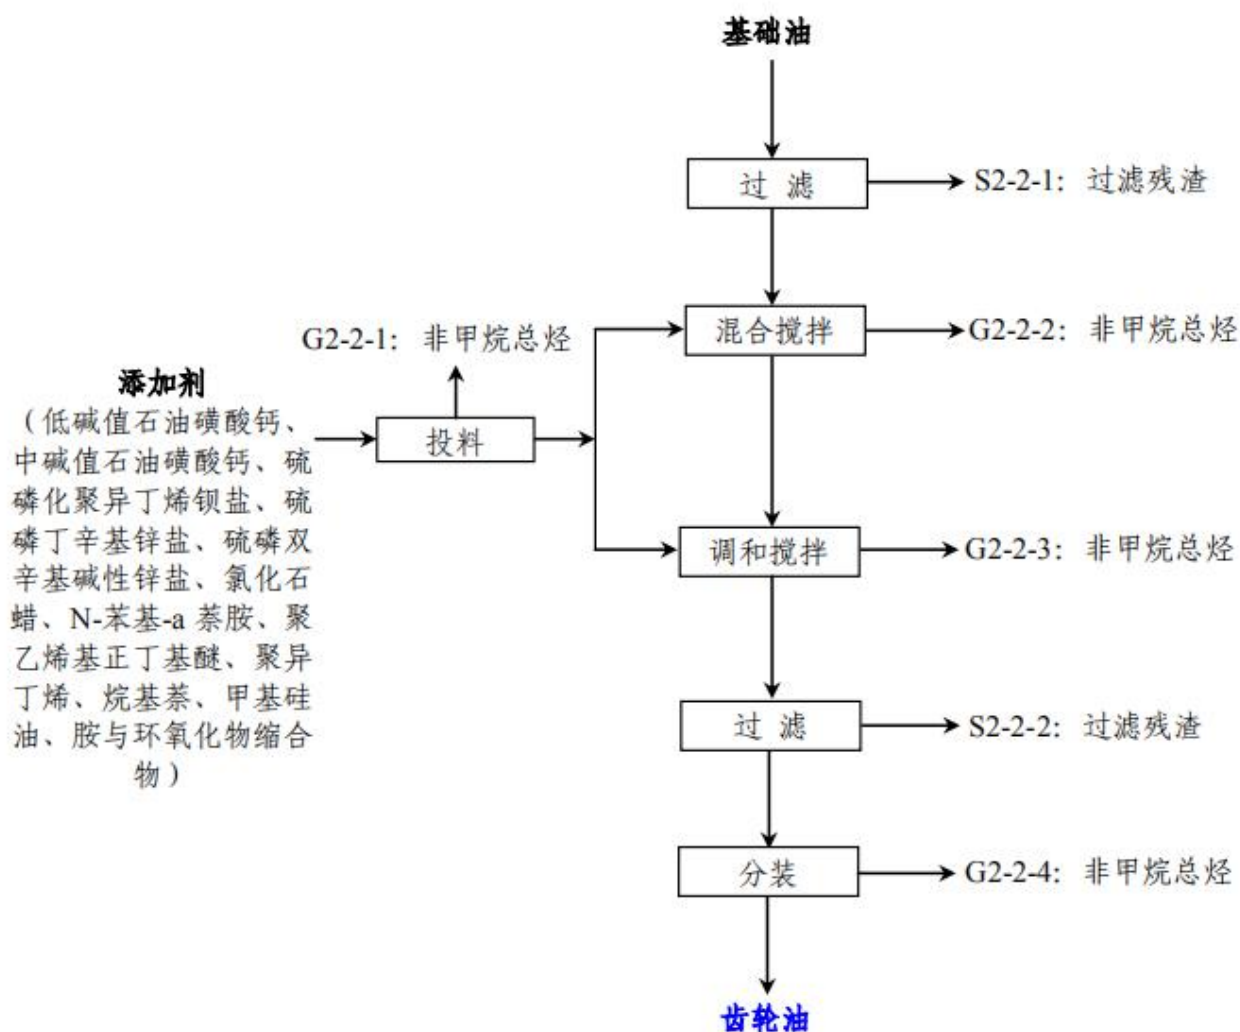 基础油
过 滤
S2-2-1: 过滤残渣
混合搅拌
G2-2-2: 非甲烷总烃
G2-2-1: 非甲烷总烃
添加剂
（低碱值石油磺酸钙、
中碱值石油磺酸钙、硫
磷化聚异丁烯钡盐、硫
磷丁辛基锌盐、硫磷双
辛基碱性锌盐、氯化石
蜡、N-苯基-a 萘胺、聚
乙烯基正丁基醚、聚异
丁烯、烷基萘、甲基硅
油、胺与环氧化物缩合
物）
投料
调和搅拌
G2-2-3: 非甲烷总烃
过 滤
S2-2-2: 过滤残渣
分装
G2-2-4: 非甲烷总烃
齿轮油